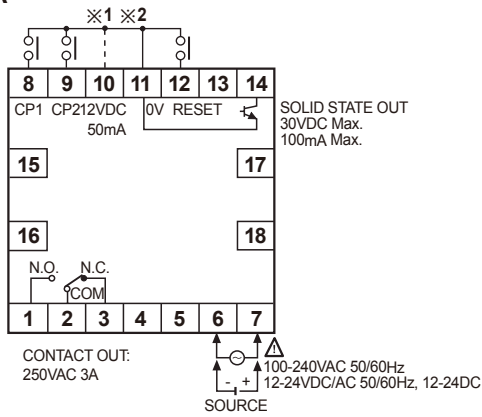 ※1 ※2
8 9 10 11 12 13 14
CP1 CP2 12VDC 0V RESET
50mA
SOLID STATE OUT
30VDC Max.
100mA Max.
15 17
16 18
N.O. N.C.
COM
1 2 3 4 5 6 7
CONTACT OUT:
250VAC 3A
100-240VAC 50/60Hz
12-24VDC/AC 50/60Hz, 12-24DC
- +
SOURCE